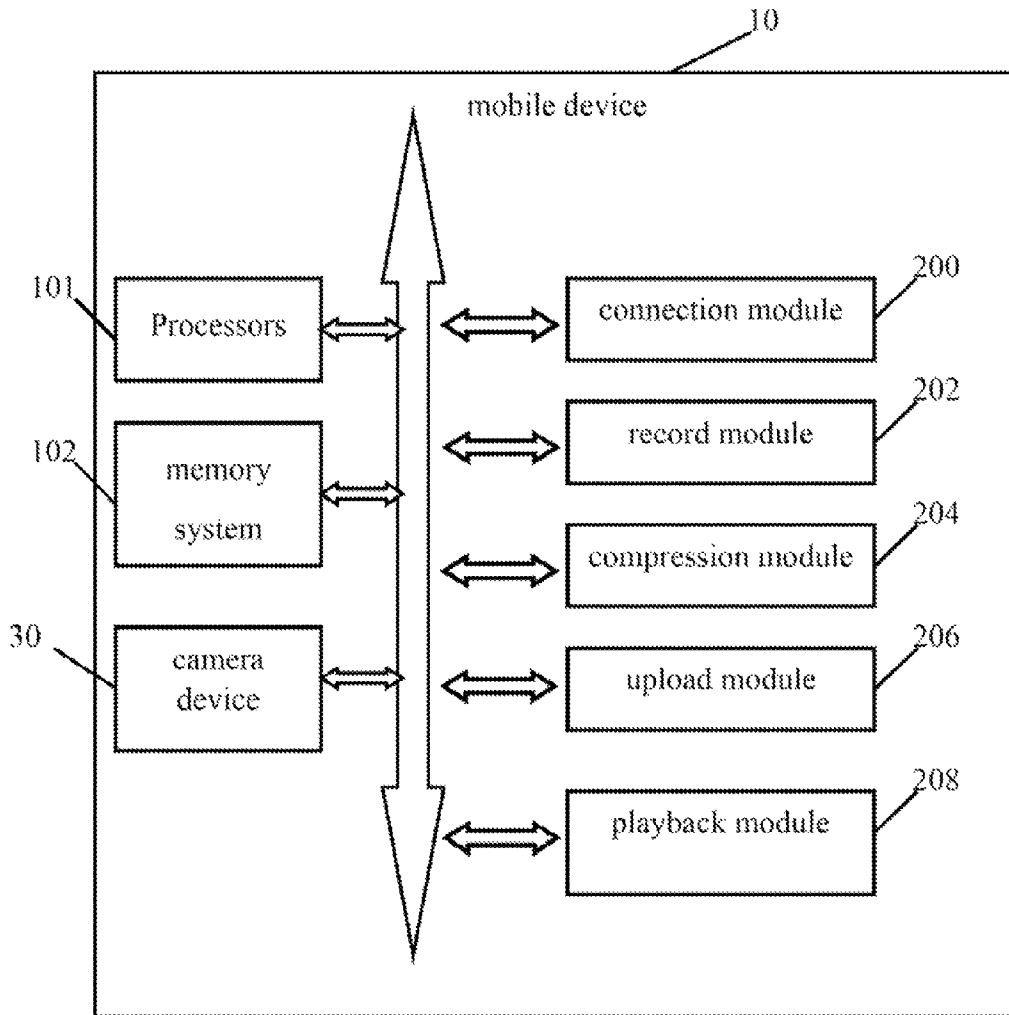 10
mobile device
101
Processors
102
memory
system
30
camera
device
200
connection module
202
record module
204
compression module
206
upload module
208
playback module